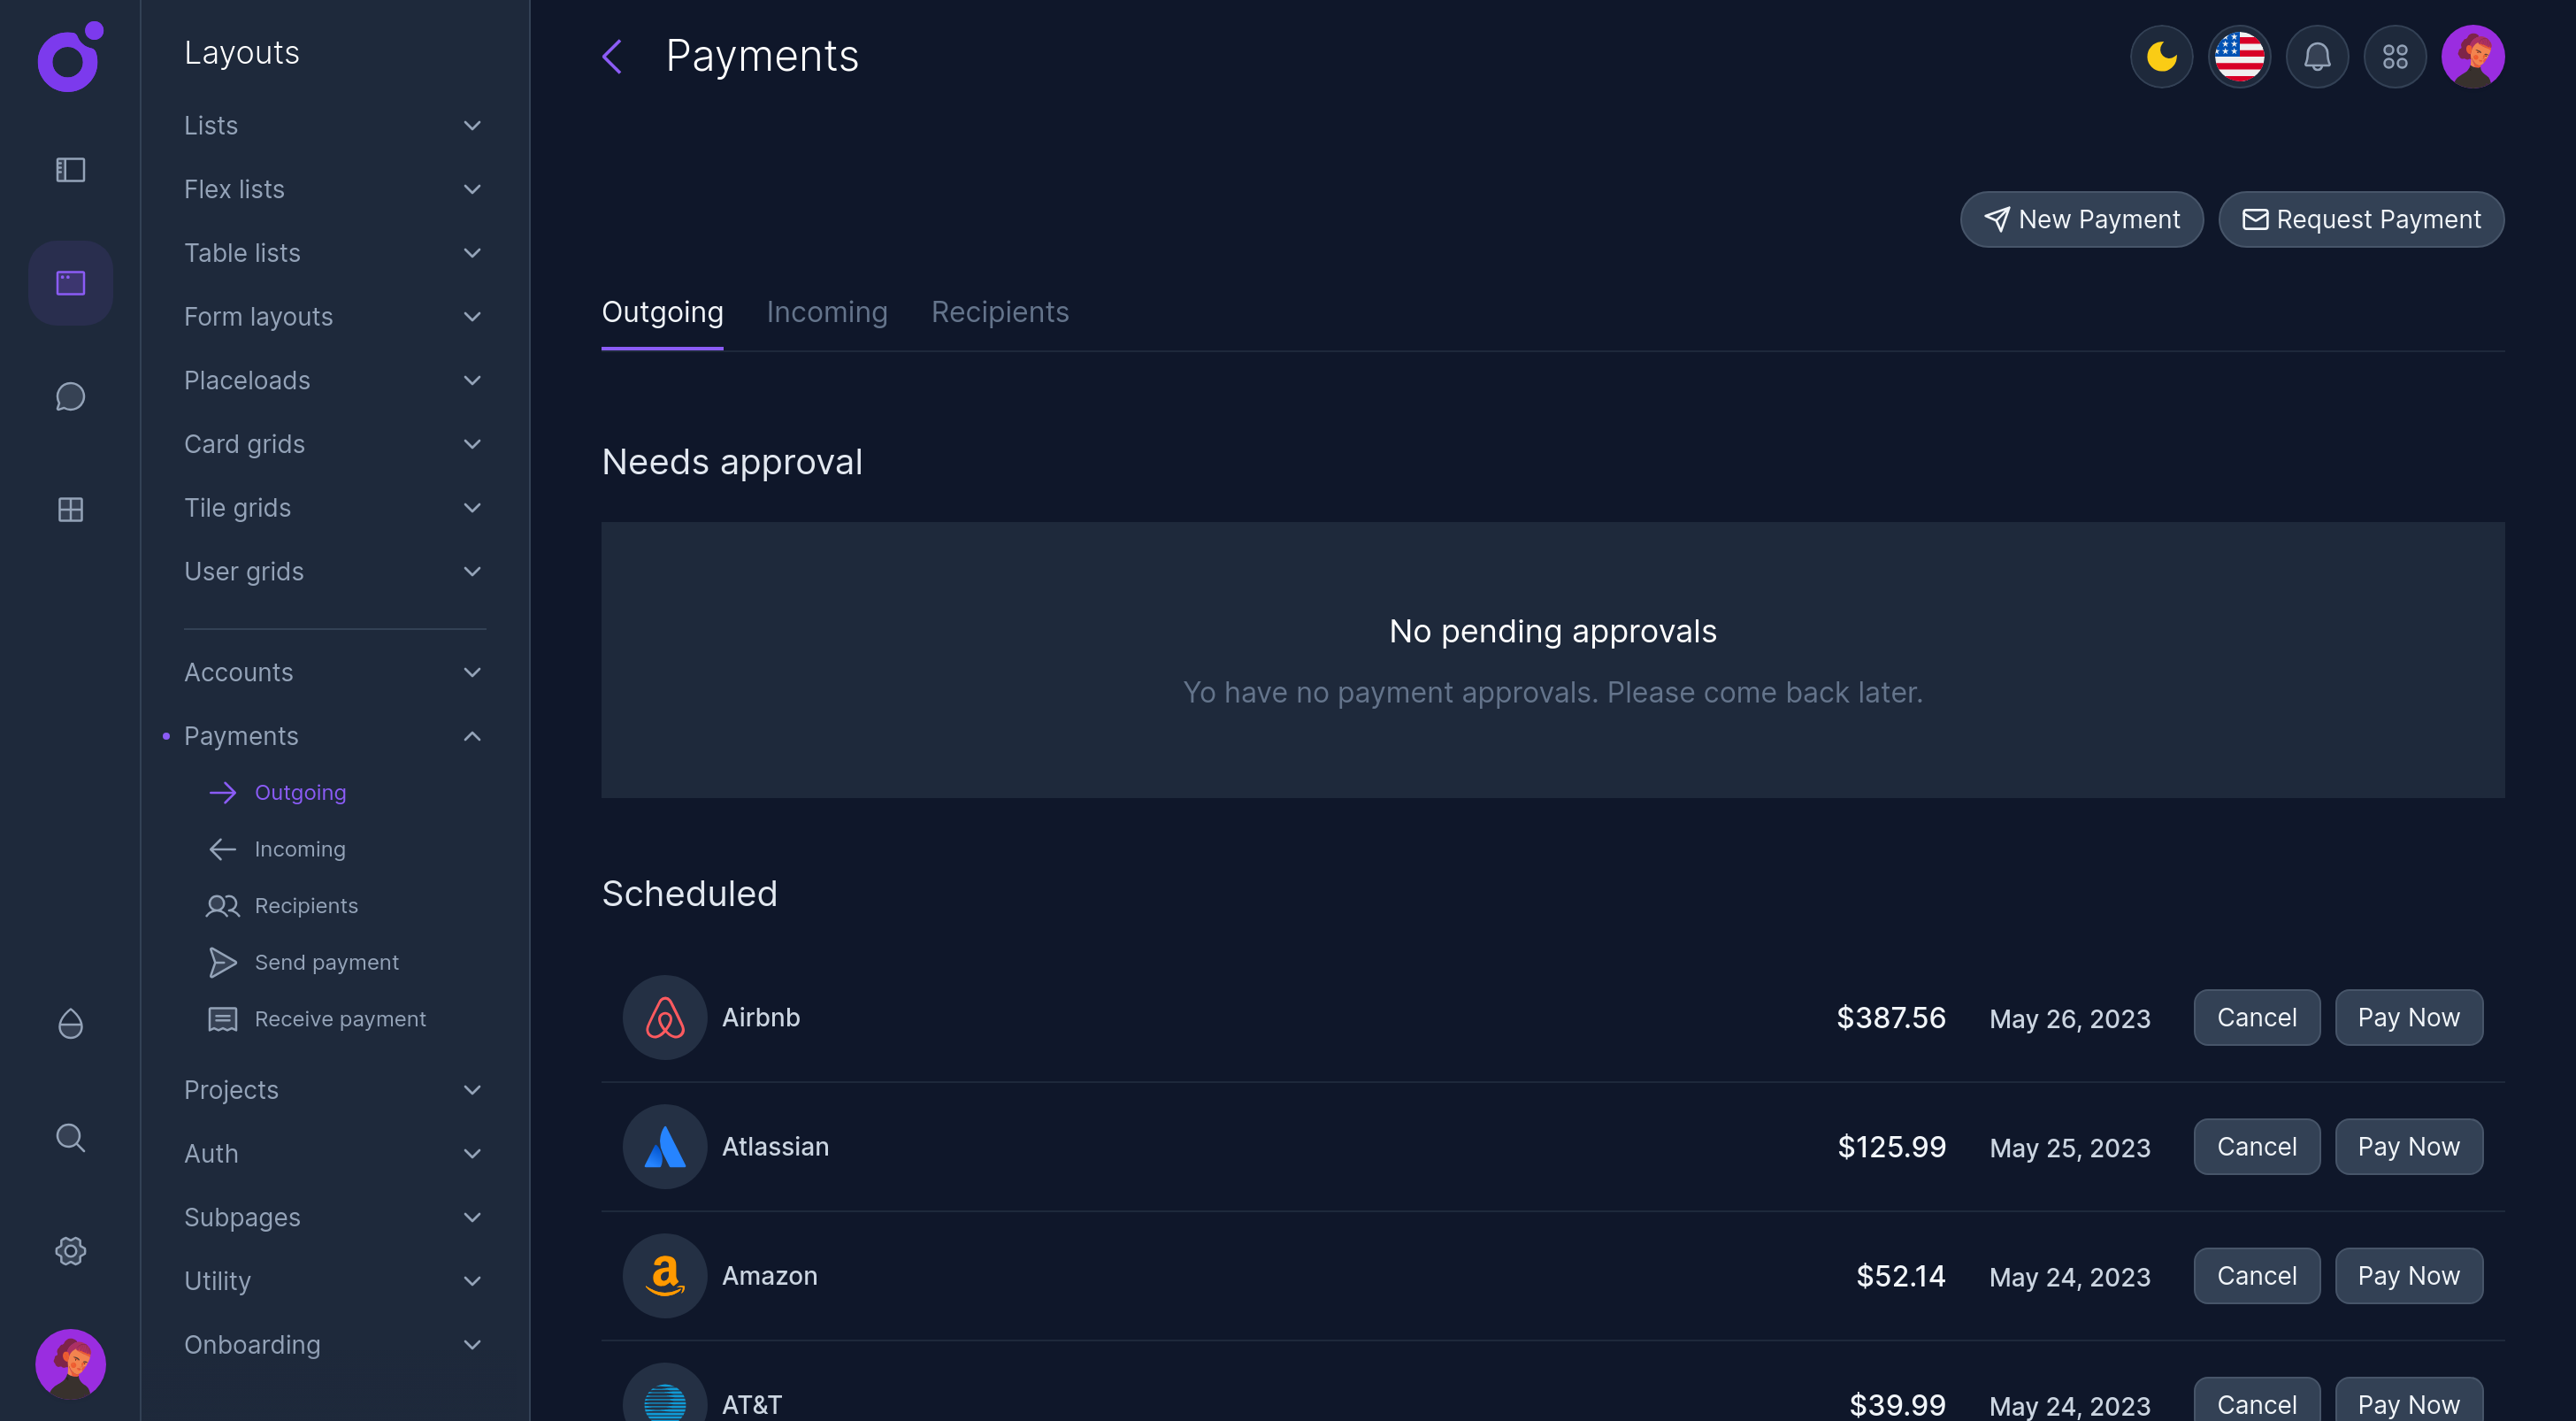 Layouts
Lists
Flex lists
Table lists
Form layouts
Placeloads
Card grids
Tile grids
User grids
Accounts
Payments
Outgoing
Incoming
Recipients
Send payment
Receive payment
Projects
Auth
Subpages
Utility
Onboarding
Payments
New Payment
Request Payment
Outgoing
Incoming
Recipients
Needs approval
No pending approvals
Yo have no payment approvals. Please come back later.
Scheduled
Airbnb
$387.56
May 26, 2023
Cancel
Pay Now
Atlassian
$125.99
May 25, 2023
Cancel
Pay Now
Amazon
$52.14
May 24, 2023
Cancel
Pay Now
AT&T
$39.99
May 24, 2023
Cancel
Pay Now